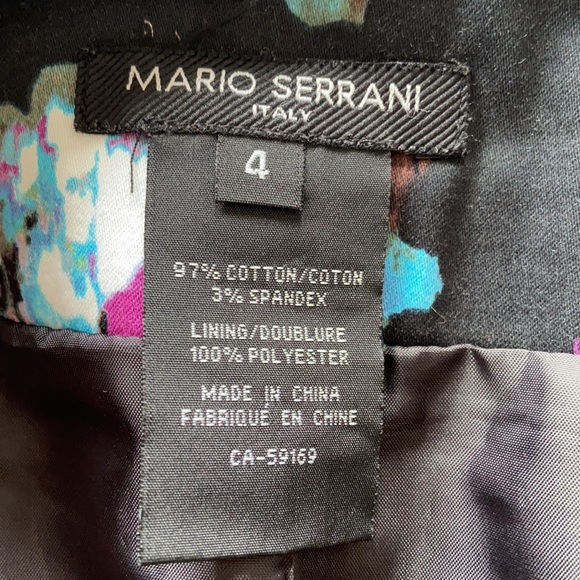 MARIO SERRANI
ITALY
4
97% COTTON/COTON
3% SPANDEX
LINING/DOUBLURE
100% POLYESTER
MADE IN CHINA
FABRIQUÉ EN CHINE
CA-59169